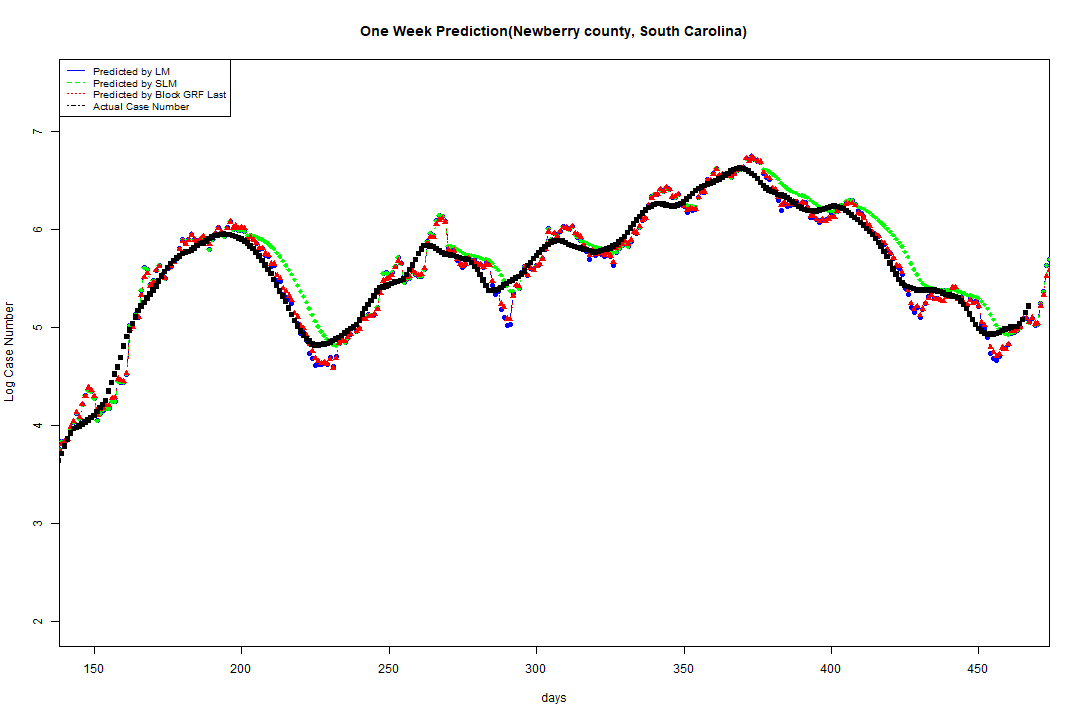 One Week Prediction(Newberry county, South Carolina)
Predicted by LM
Predicted by SLM
Predicted by Block GRF Last
Actual Case Number
7
6
5
4
3
2
Log Case Number
150 200 250 300 350 400 450
days